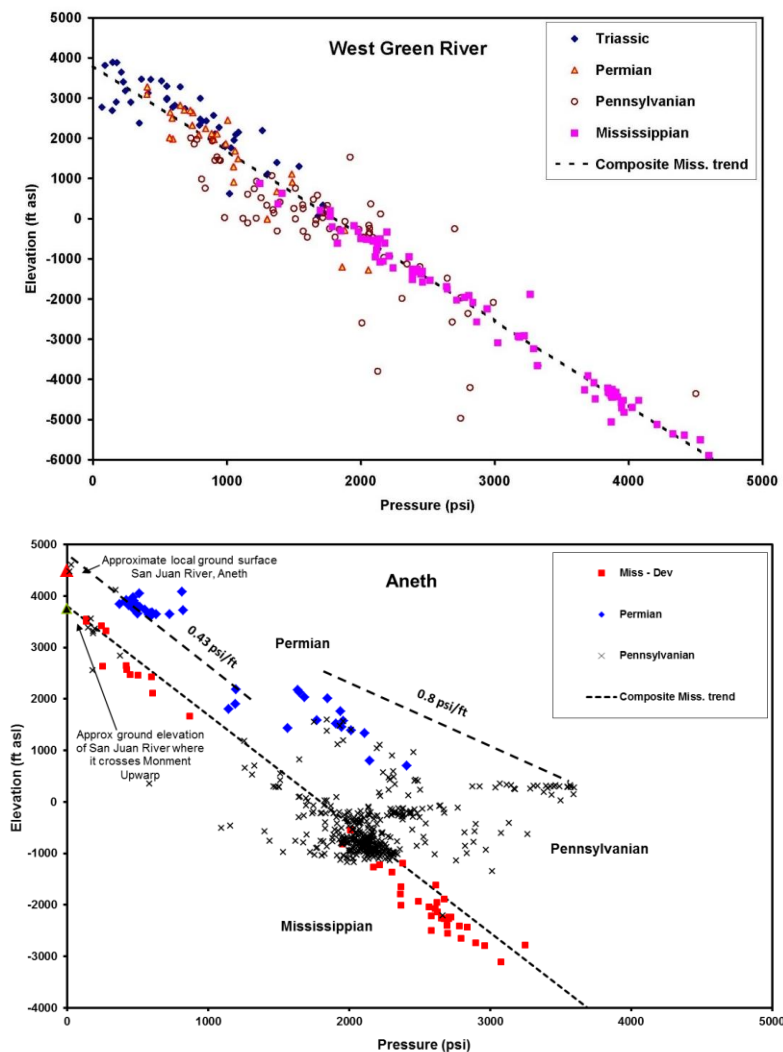 West Green River
Triassic
Permian
Pennsylvanian
Mississippian
Composite Miss. trend
Elevation (ft asl)
5000
4000
3000
2000
1000
0
-1000
-2000
-3000
-4000
-5000
-6000
0
1000
2000
3000
4000
5000
Pressure (psi)
Aneth
Approximate local ground surface
San Juan River, Aneth
Miss - Dev
Permian
Pennsylvanian
Composite Miss. trend
0.43 psi/ft
Permian
0.8 psi/ft
Approx ground elevation
of San Juan River where
it crosses Monment
Upwarp
Pennsylvanian
Mississippian
Elevation (ft asl)
5000
4000
3000
2000
1000
0
-1000
-2000
-3000
-4000
0
1000
2000
3000
4000
5000
Pressure (psi)